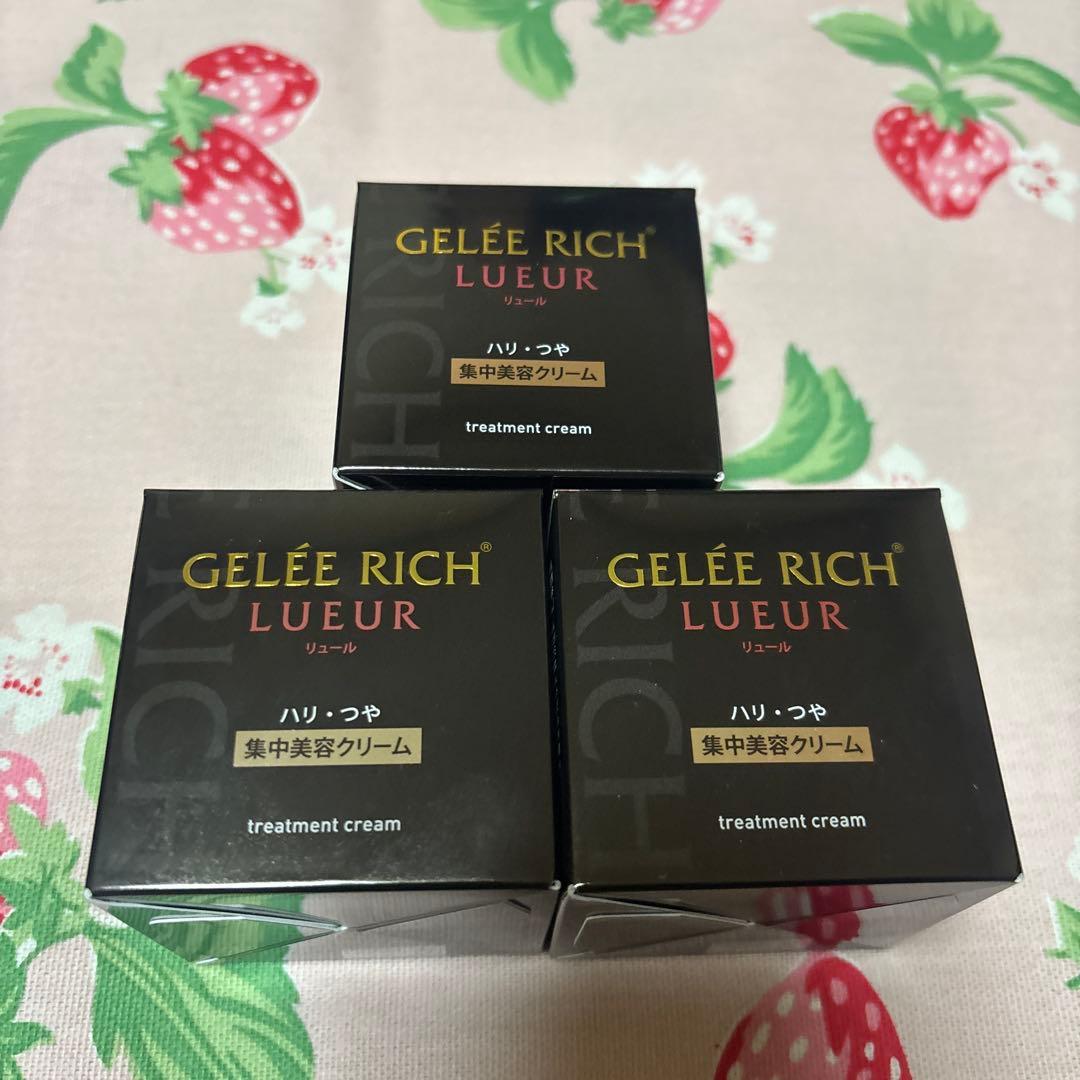 GELÉE RICH®
LUEUR
リュール
ハリ・つや
集中美容クリーム
treatment cream
RICH
GELÉE RICH®
LUEUR
リュール
ハリ・つや
集中美容クリーム
treatment cream
E RICH
GELÉE RICH®
LUEUR
リュール
ハリ・つや
集中美容クリーム
treatment cream
E RICH